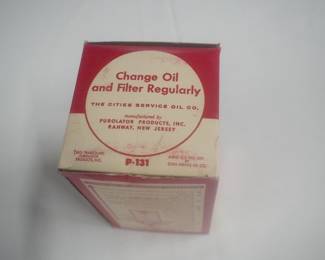 Change Oil
and Filter Regularly
THE CITIES SERVICE OIL CO.
manufactured by
PUROLATOR PRODUCTS, INC.
RAHWAY, NEW JERSEY
P-131